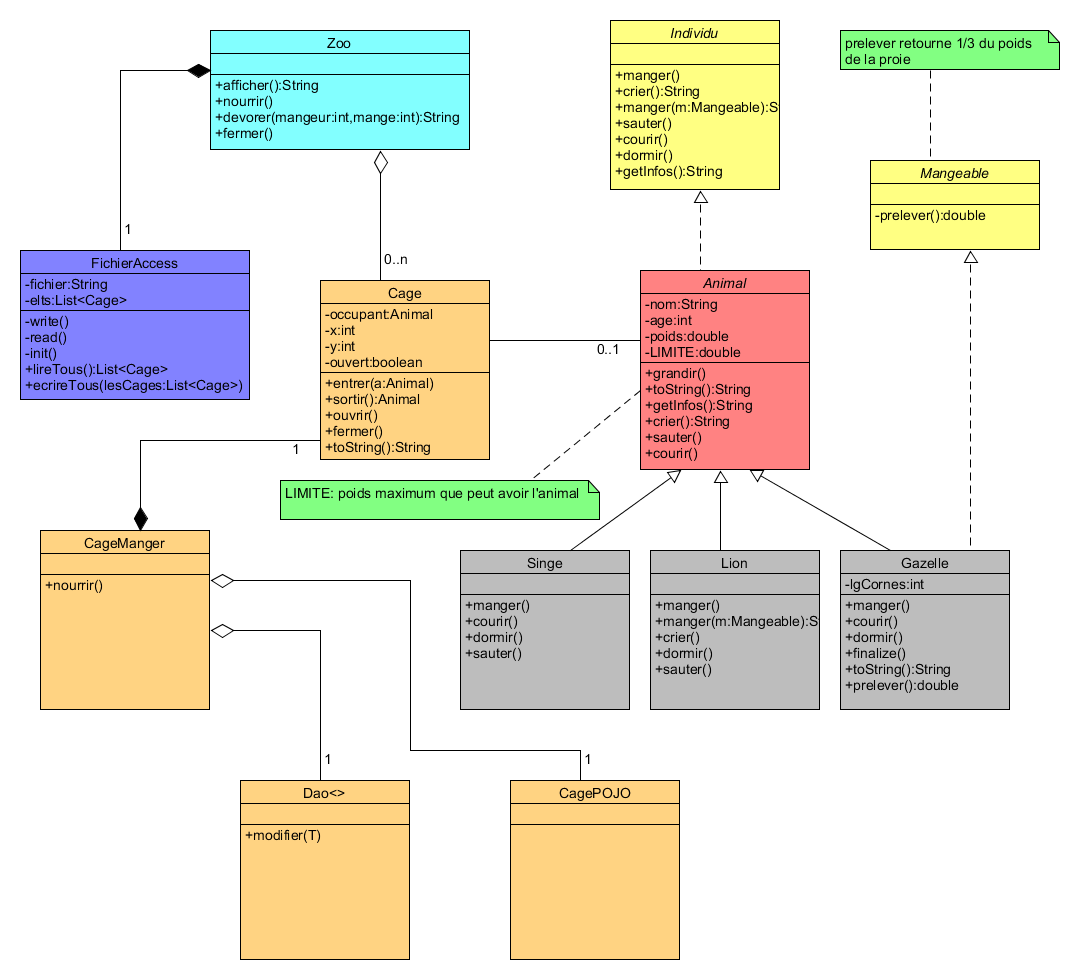 Zoo
+afficher():String
+nourrir()
+devorer(mangeur:int,mange:int):String
+fermer()
Individu
+manger()
+crier():String
+manger(m:Mangeable):S
+sauter()
+courir()
+dormir()
+getInfos():String
prelever retourne 1/3 du poids
de la proie
Mangeable
-prelever():double
1
0..n
FichierAccess
-fichier:String
-elts:List<Cage>
-write()
-read()
-init()
+lireTous():List<Cage>
+ecrireTous(lesCages:List<Cage>)
Cage
-occupant:Animal
-x:int
-y:int
-ouvert:boolean
+entrer(a:Animal)
+sortir():Animal
+ouvrir()
+fermer()
+toString():String
0..1
Animal
-nom:String
-age:int
-poids:double
-LIMITE:double
+grandir()
+toString():String
+getInfos():String
+crier():String
+sauter()
+courir()
1
LIMITE: poids maximum que peut avoir l'animal
CageManger
+nourrir()
Singe
+manger()
+courir()
+dormir()
+sauter()
Lion
+manger()
+manger(m:Mangeable):S
+crier()
+dormir()
+sauter()
Gazelle
-lgCornes:int
+manger()
+courir()
+dormir()
+finalize()
+toString():String
+prelever():double
1
1
Dao<>
+modifier(T)
CagePOJO